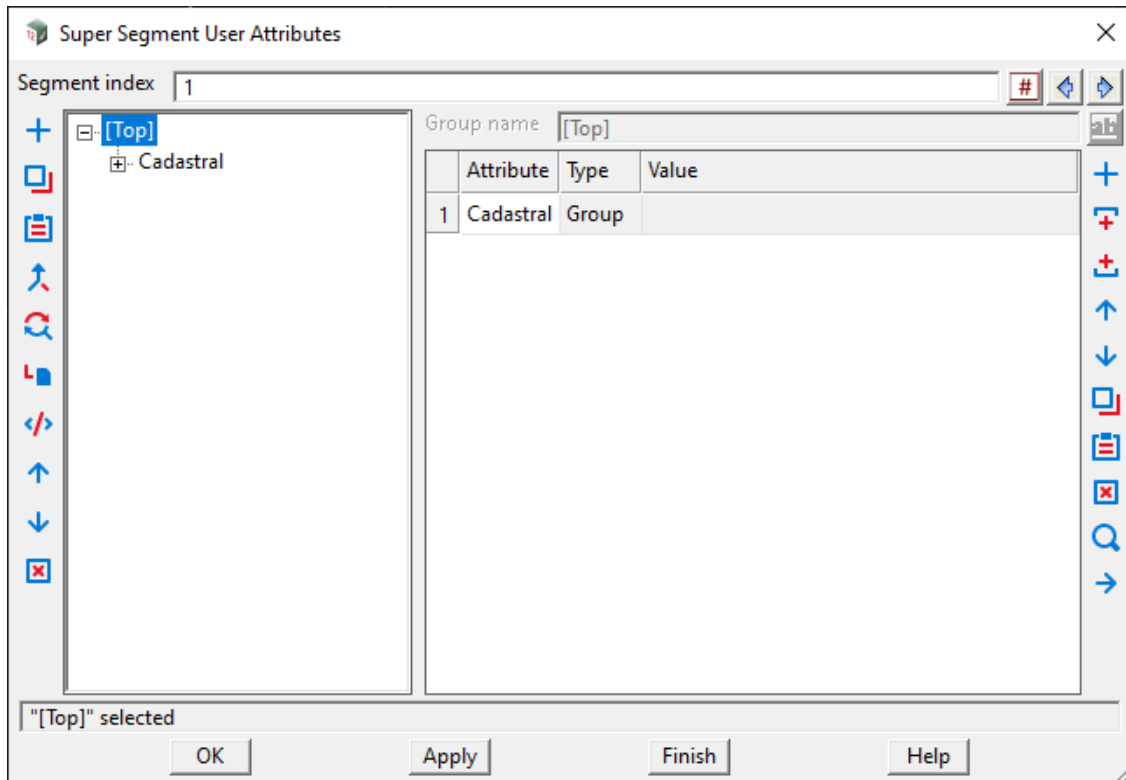 Super Segment User Attributes
Segment index 1 #
[Top]
Cadastral
Group name [Top] ab
Attribute Type Value
1 Cadastral Group
"[Top]" selected
OK Apply Finish Help